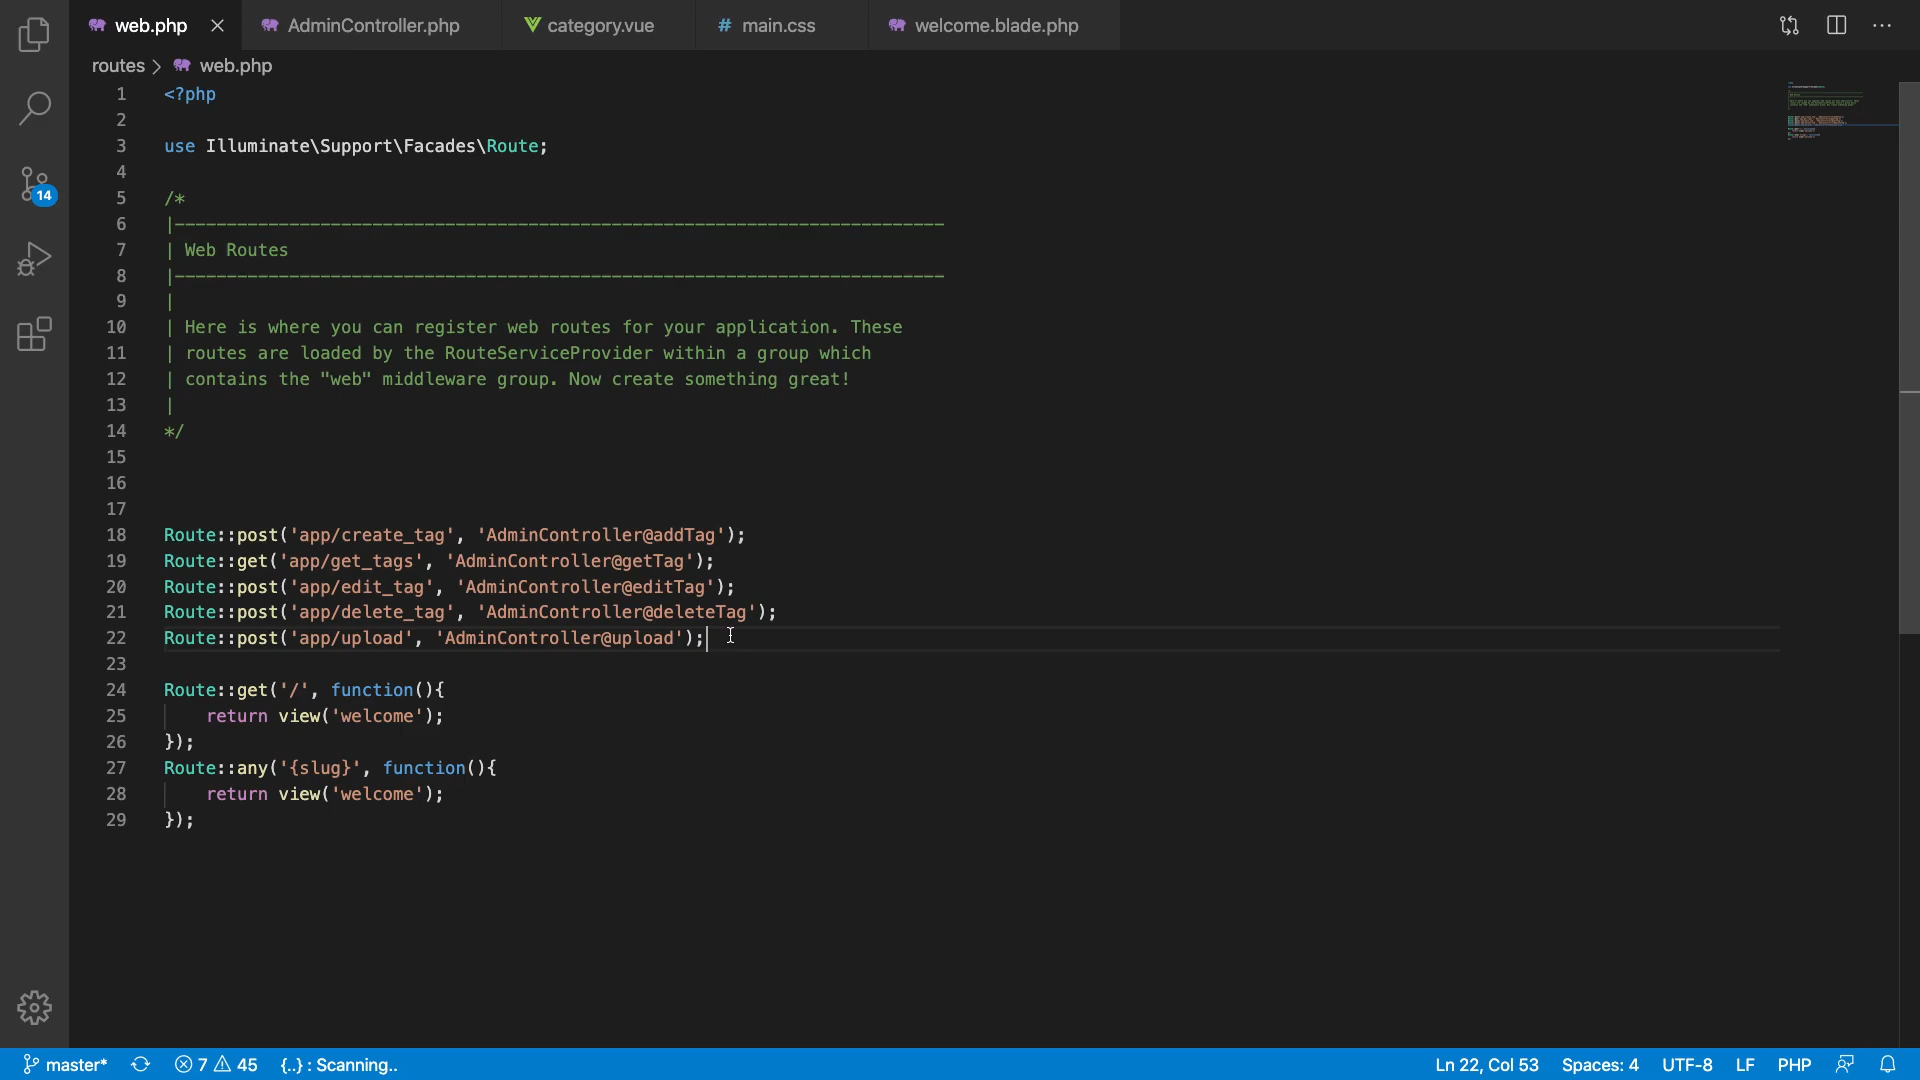 web.php
AdminController.php
category.vue
# main.css
welcome.blade.php
routes > web.php
1 <?php
2
3 use Illuminate\Support\Facades\Route;
4
5 /*
6 |--------------------------------------------------------------------------
7 | Web Routes
8 |--------------------------------------------------------------------------
9 |
10 | Here is where you can register web routes for your application. These
11 | routes are loaded by the RouteServiceProvider within a group which
12 | contains the "web" middleware group. Now create something great!
13 |
14 */
15
16
17
18 Route::post('app/create_tag', 'AdminController@addTag');
19 Route::get('app/get_tags', 'AdminController@getTag');
20 Route::post('app/edit_tag', 'AdminController@editTag');
21 Route::post('app/delete_tag', 'AdminController@deleteTag');
22 Route::post('app/upload', 'AdminController@upload');
23
24 Route::get('/', function(){
25     return view('welcome');
26 });
27 Route::any('{slug}', function(){
28     return view('welcome');
29 });
14
master* 7 45 {..} : Scanning.. Ln 22, Col 53 Spaces: 4 UTF-8 LF PHP